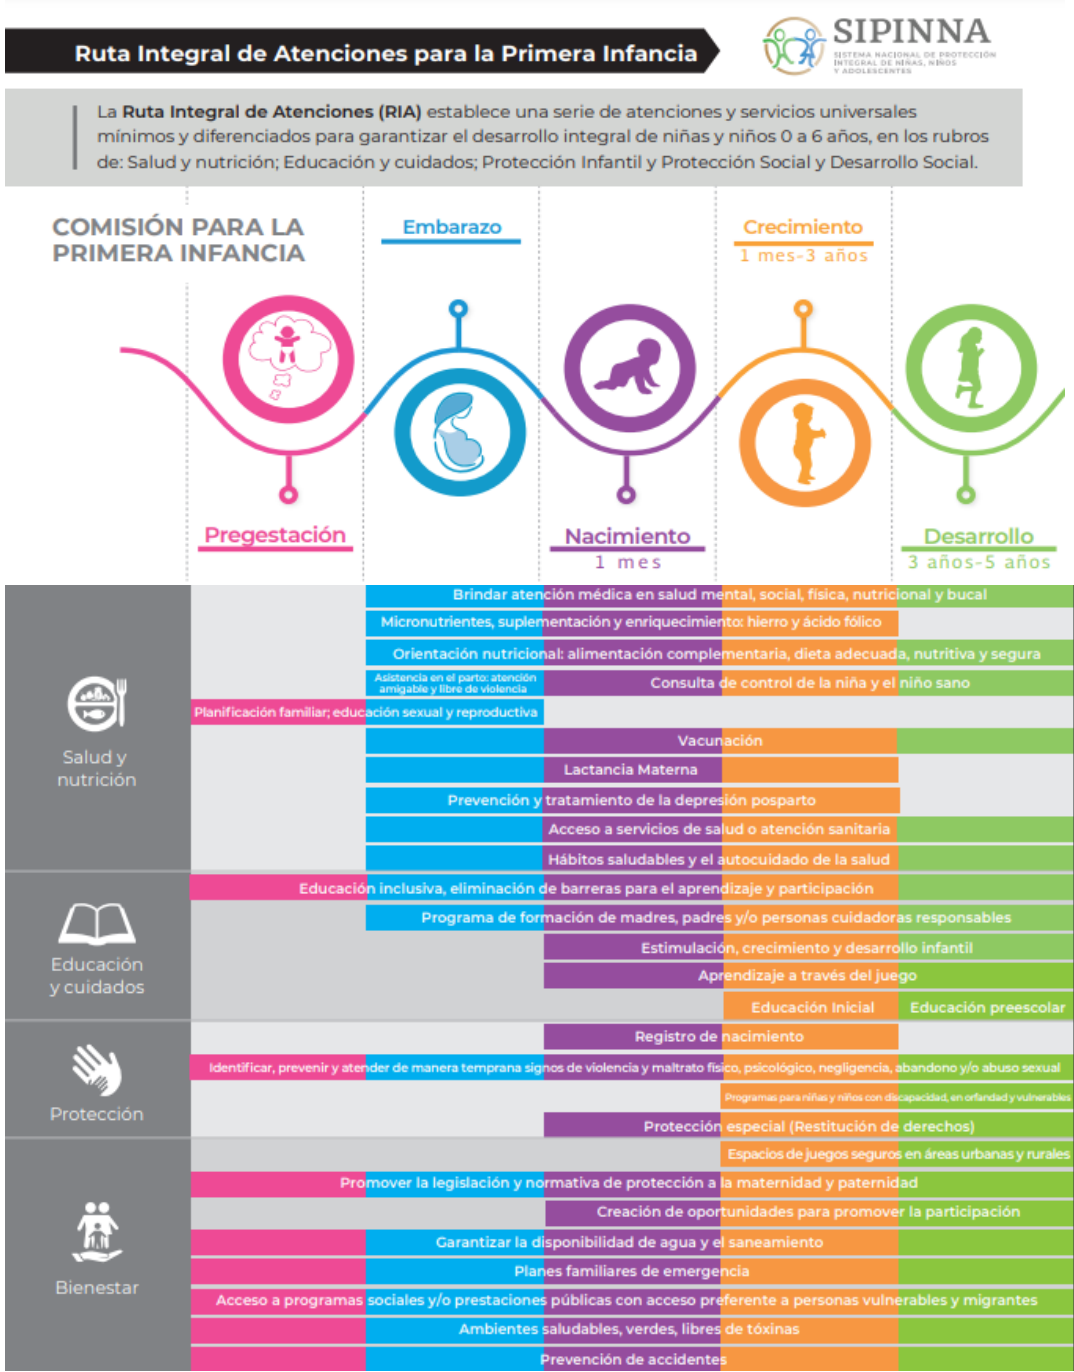 Ruta Integral de Atenciones para la Primera Infancia
SIPINNA
SISTEMA NACIONAL DE PROTECCIÓN
INTEGRAL DE NIÑAS, NIÑOS
Y ADOLESCENTES
La Ruta Integral de Atenciones (RIA) establece una serie de atenciones y servicios universales
mínimos y diferenciados para garantizar el desarrollo integral de niñas y niños 0 a 6 años, en los rubros
de: Salud y nutrición; Educación y cuidados; Protección Infantil y Protección Social y Desarrollo Social.
COMISIÓN PARA LA
PRIMERA INFANCIA
Embarazo
Crecimiento
1 mes-3 años
Pregestación
Nacimiento
1 mes
Desarrollo
3 años-5 años
Salud y
nutrición
Brindar atención médica en salud mental, social, física, nutricional y bucal
Micronutrientes, suplementación y enriquecimiento: hierro y ácido fólico
Orientación nutricional: alimentación complementaria, dieta adecuada, nutritiva y segura
Asistencia en el parto: atención
amigable y libre de violencia
Consulta de control de la niña y el niño sano
Planificación familiar; educación sexual y reproductiva
Vacunación
Lactancia Materna
Prevención y tratamiento de la depresión posparto
Acceso a servicios de salud o atención sanitaria
Hábitos saludables y el autocuidado de la salud
Educación
y cuidados
Educación inclusiva, eliminación de barreras para el aprendizaje y participación
Programa de formación de madres, padres y/o personas cuidadoras responsables
Estimulación, crecimiento y desarrollo infantil
Aprendizaje a través del juego
Educación Inicial
Educación preescolar
Protección
Registro de nacimiento
Identificar, prevenir y atender de manera temprana signos de violencia y maltrato físico, psicológico, negligencia, abandono y/o abuso sexual
Programas para niñas y niños con discapacidad, en orfandad y vulnerables
Protección especial (Restitución de derechos)
Bienestar
Espacios de juegos seguros en áreas urbanas y rurales
Promover la legislación y normativa de protección a la maternidad y paternidad
Creación de oportunidades para promover la participación
Garantizar la disponibilidad de agua y el saneamiento
Planes familiares de emergencia
Acceso a programas sociales y/o prestaciones públicas con acceso preferente a personas vulnerables y migrantes
Ambientes saludables, verdes, libres de tóxinas
Prevención de accidentes